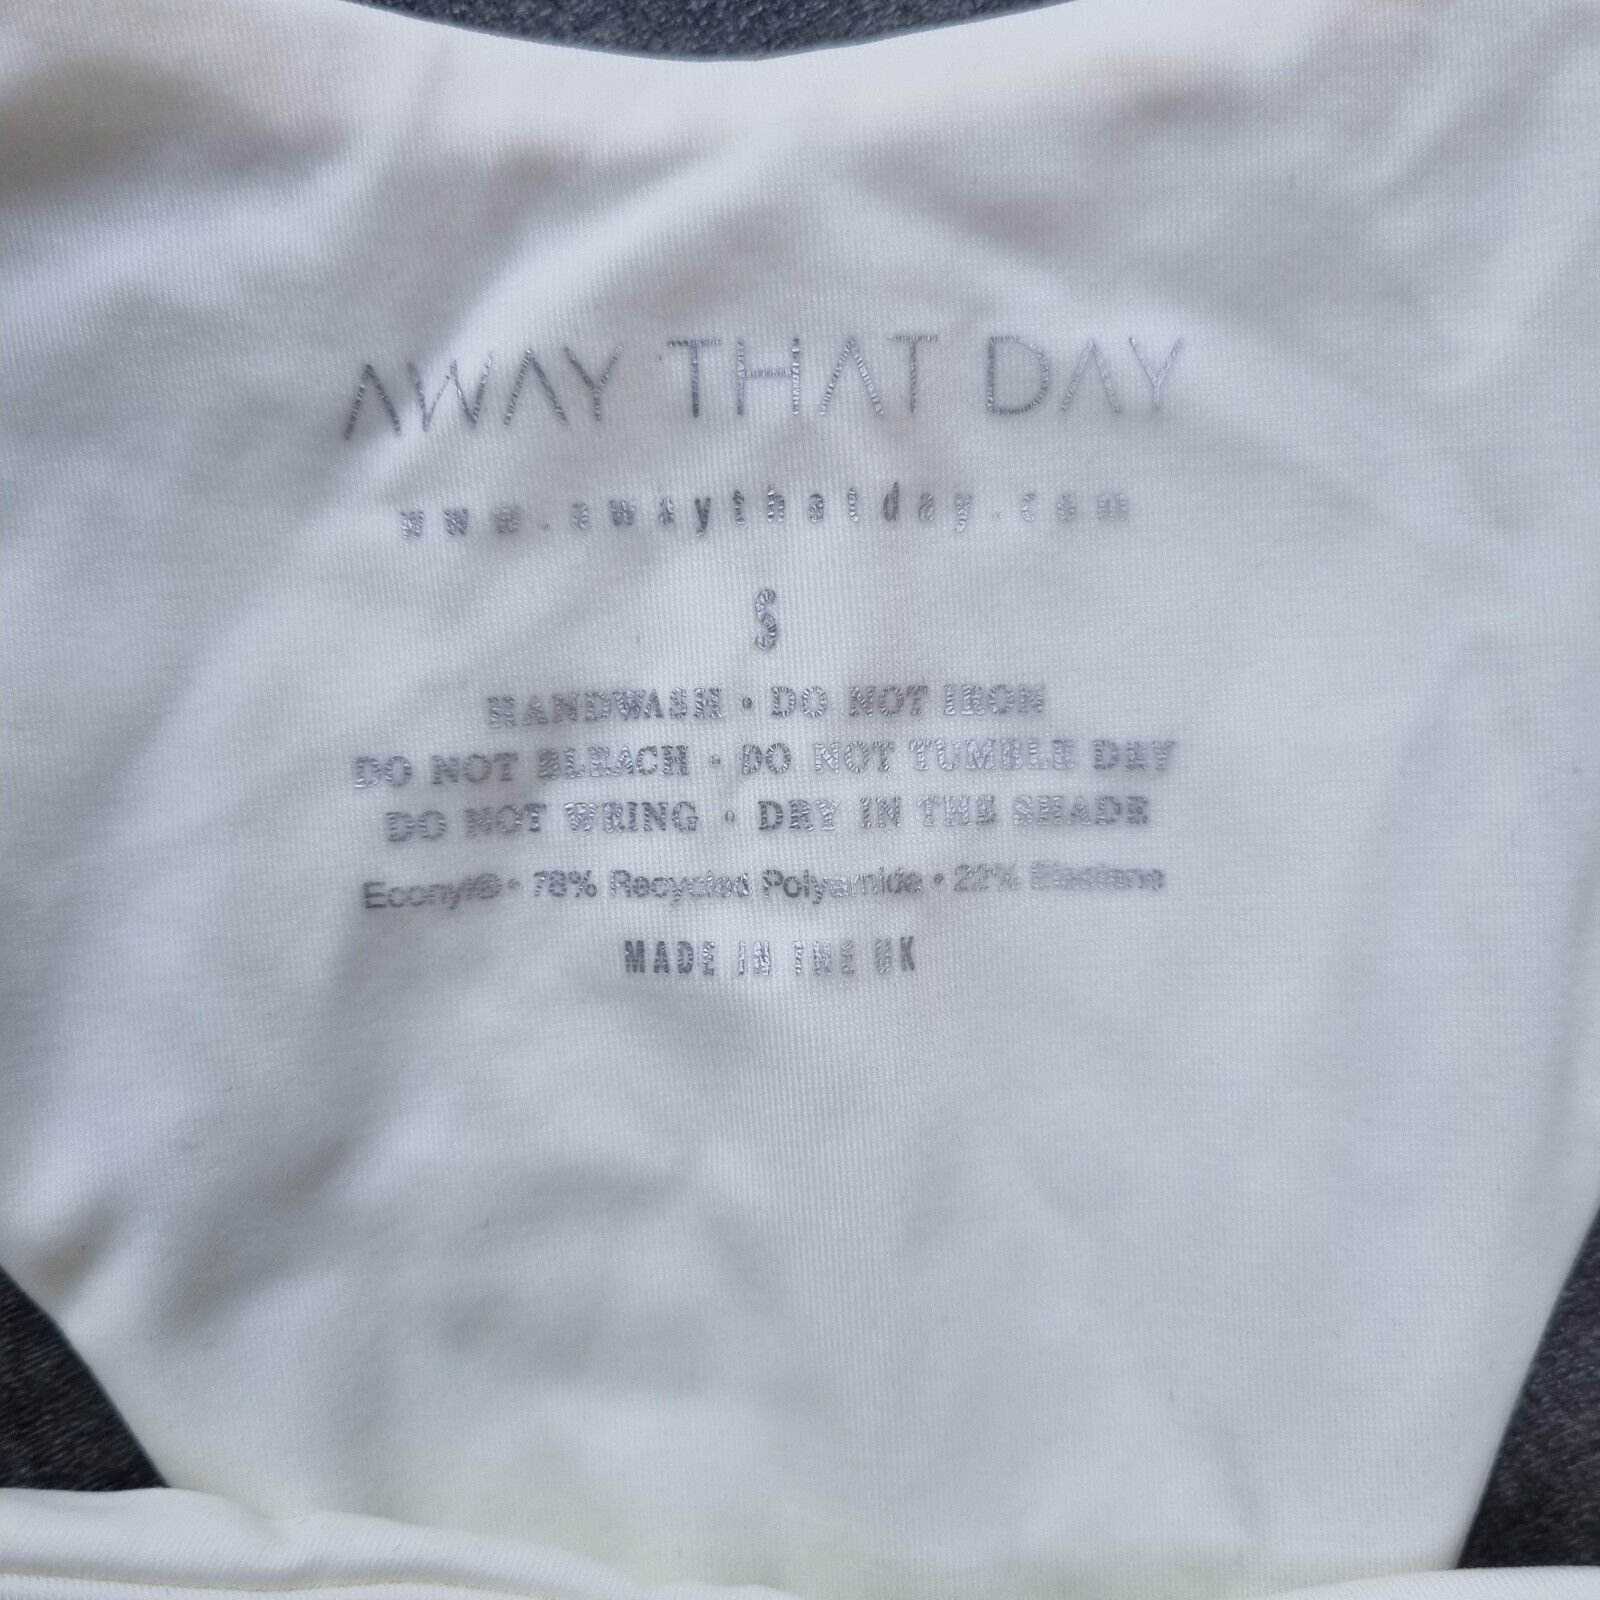 AWAY THAT DAY
www.awaythatday.com
S
HANDWASH • DO NOT IRON
DO NOT BLEACH • DO NOT TUMBLE DRY
DO NOT WRING • DRY IN THE SHADE
Econyl® • 78% Recycled Polyamide • 22% Elastane
MADE IN THE UK